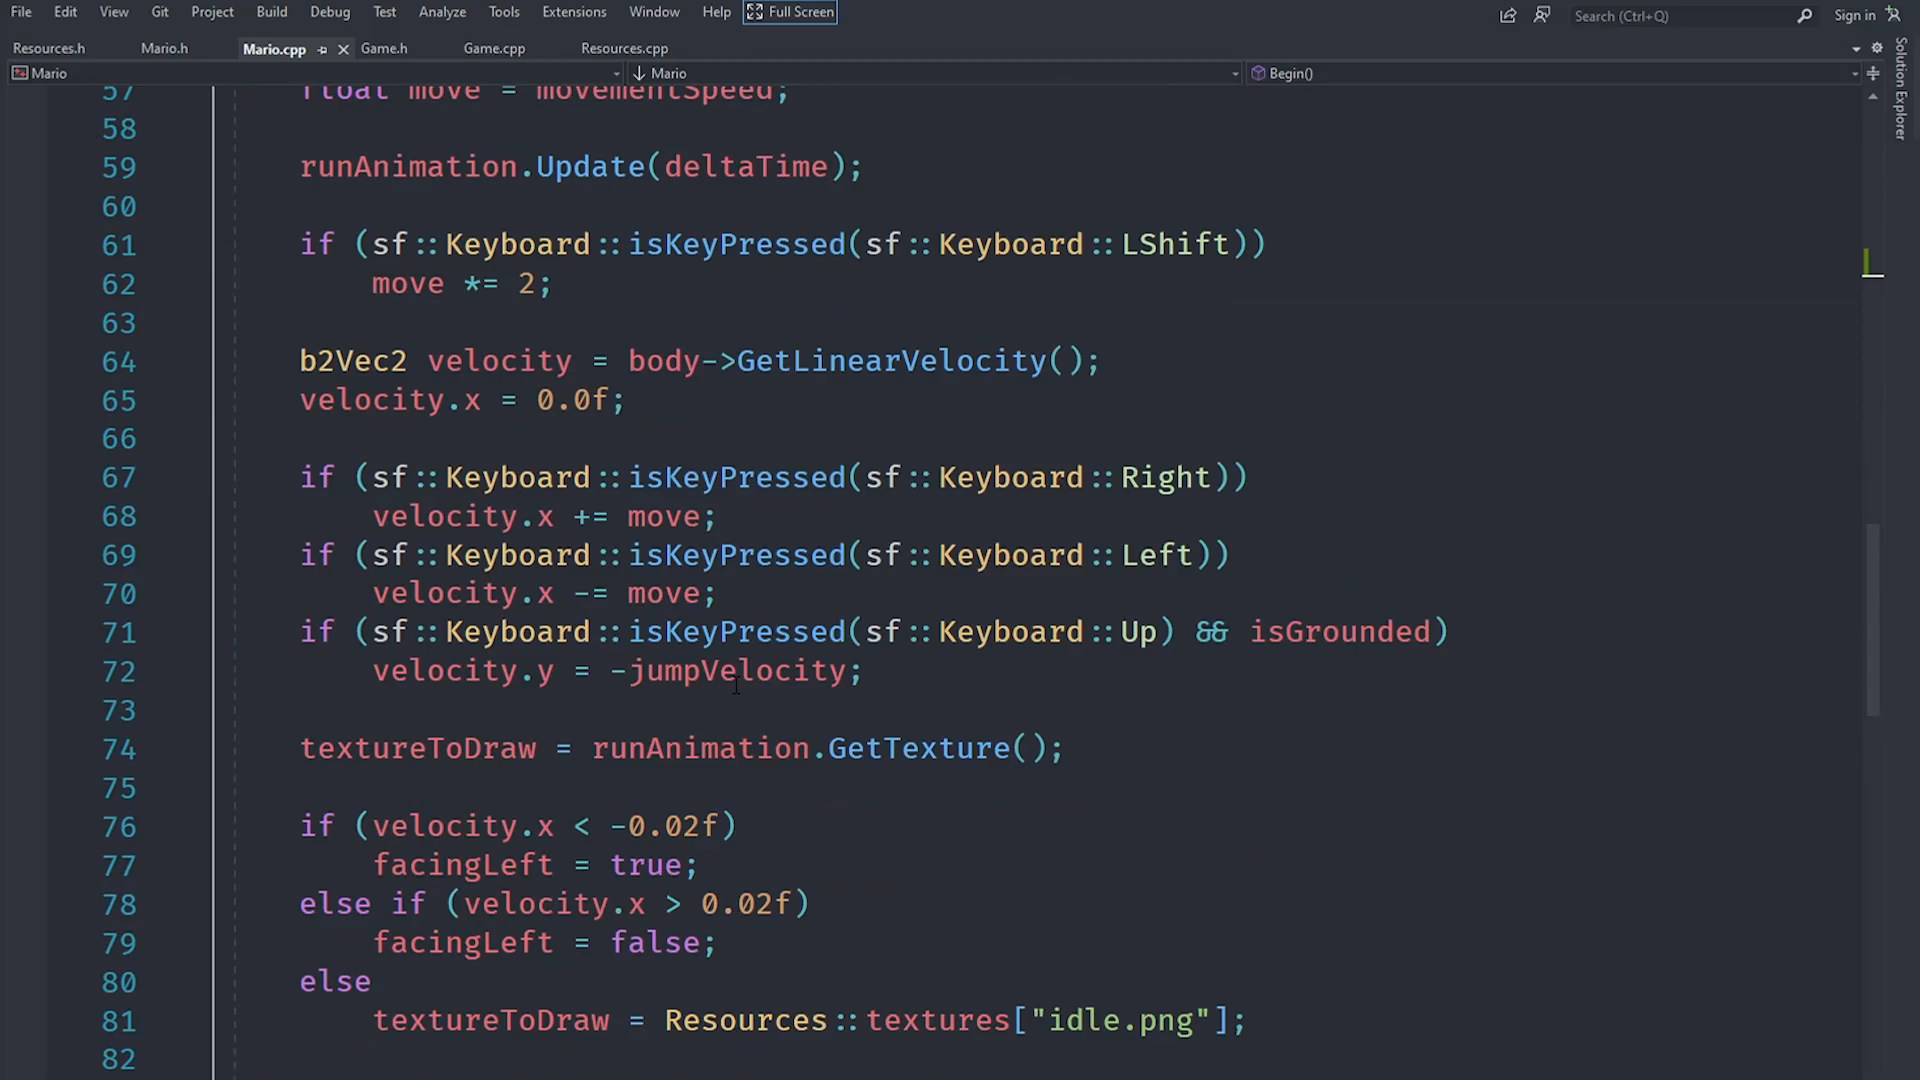 File Edit View Git Project Build Debug Test Analyze Tools Extensions Window Help Full Screen Search (Ctrl+Q) Sign in
Resources.h Mario.h Mario.cpp Game.h Game.cpp Resources.cpp
Mario Mario Begin()
Solution Explorer
57 float move = movementSpeed;
58
59 runAnimation.Update(deltaTime);
60
61 if (sf::Keyboard::isKeyPressed(sf::Keyboard::LShift))
62 move *= 2;
63
64 b2Vec2 velocity = body->GetLinearVelocity();
65 velocity.x = 0.0f;
66
67 if (sf::Keyboard::isKeyPressed(sf::Keyboard::Right))
68 velocity.x += move;
69 if (sf::Keyboard::isKeyPressed(sf::Keyboard::Left))
70 velocity.x -= move;
71 if (sf::Keyboard::isKeyPressed(sf::Keyboard::Up) && isGrounded)
72 velocity.y = -jumpVelocity;
73
74 textureToDraw = runAnimation.GetTexture();
75
76 if (velocity.x < -0.02f)
77 facingLeft = true;
78 else if (velocity.x > 0.02f)
79 facingLeft = false;
80 else
81 textureToDraw = Resources::textures["idle.png"];
82